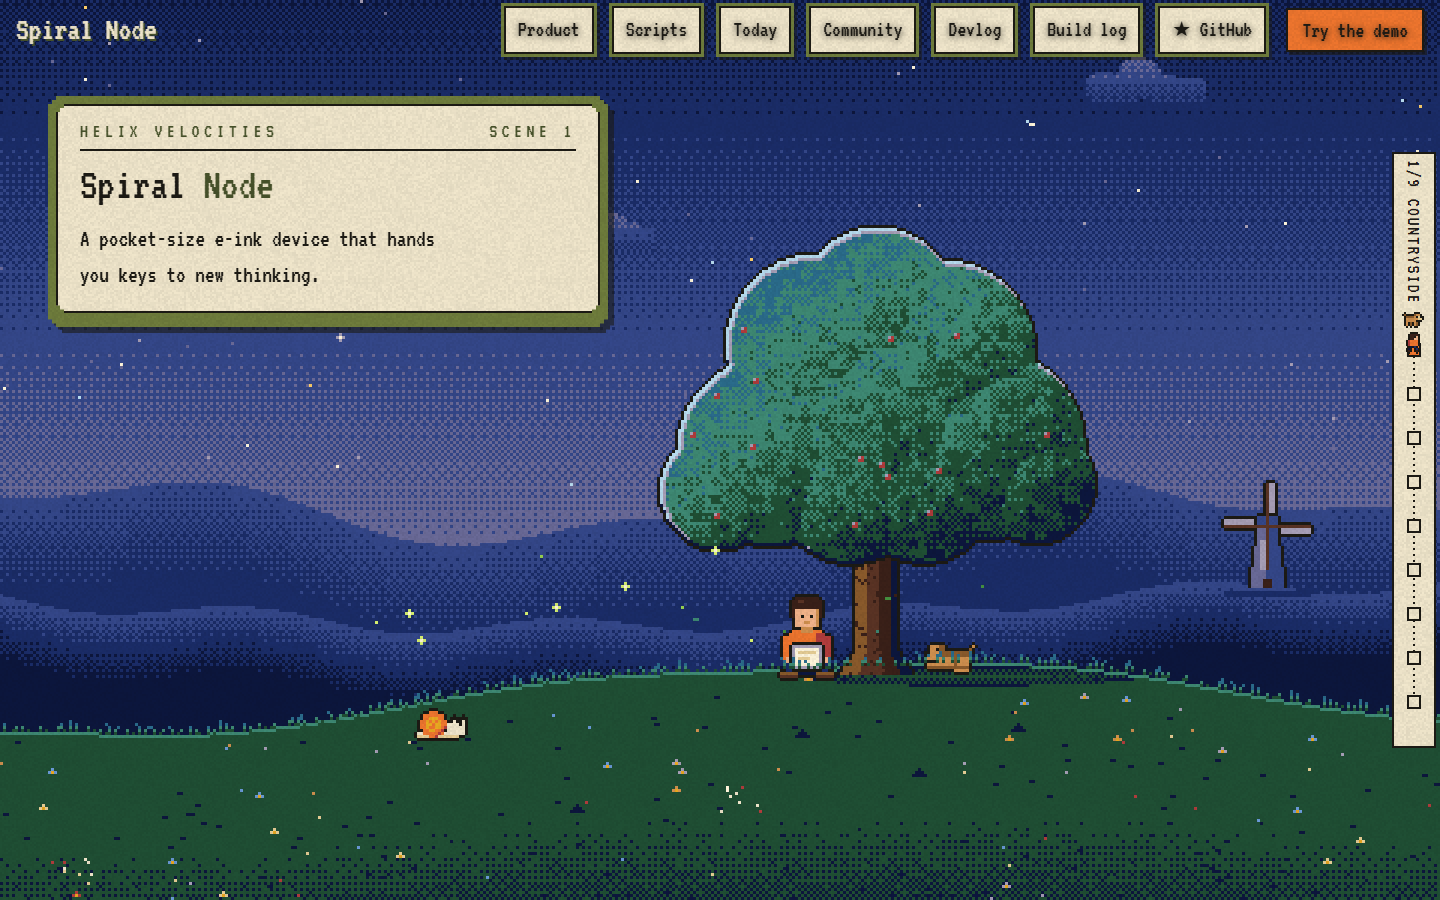 Spiral Node
Product
Scripts
Today
Community
Devlog
Build log
★ GitHub
Try the demo
HELIX VELOCITIES
SCENE 1
Spiral Node
A pocket-size e-ink device that hands
you keys to new thinking.
1/9 COUNTRYSIDE